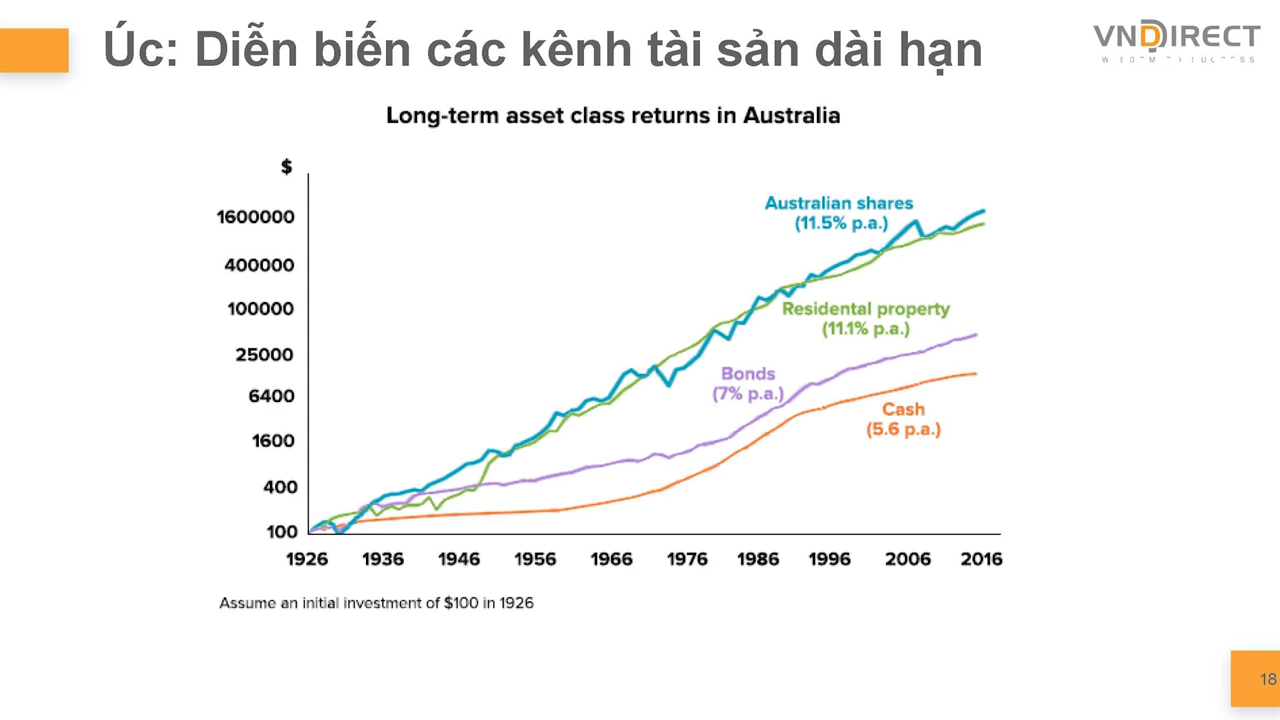 Úc: Diễn biến các kênh tài sản dài hạn
VNDIRECT
Long-term asset class returns in Australia
$
1600000
400000
100000
25000
6400
1600
400
100
Australian shares
(11.5% p.a.)
Residental property
(11.1% p.a.)
Bonds
(7% p.a.)
Cash
(5.6 p.a.)
1926 1936 1946 1956 1966 1976 1986 1996 2006 2016
Assume an initial investment of $100 in 1926
18